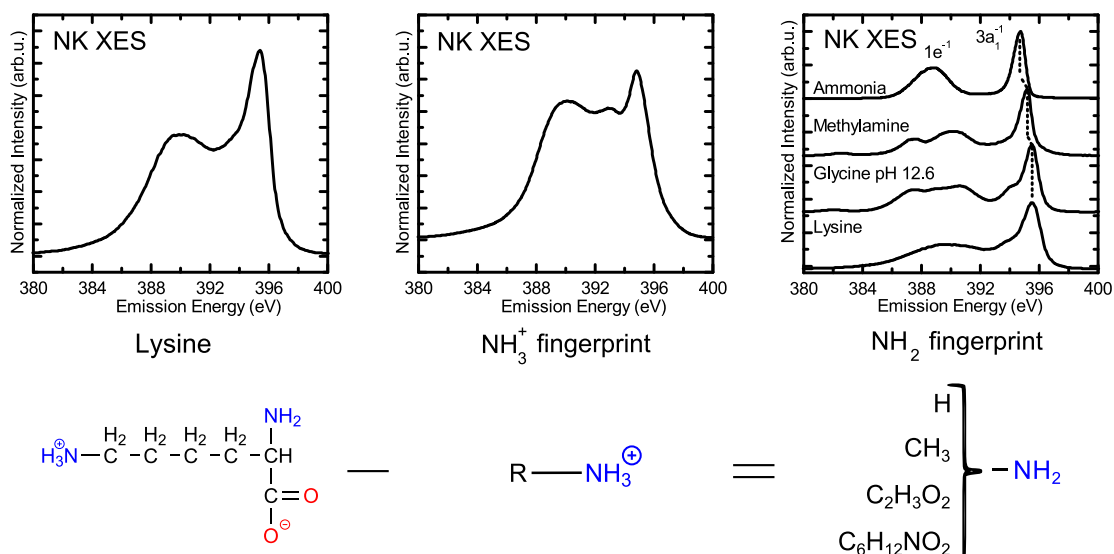 NK XES
Normalized Intensity (arb.u.)
380 384 388 392 396 400
Emission Energy (eV)
Lysine
NK XES
Normalized Intensity (arb.u.)
380 384 388 392 396 400
Emission Energy (eV)
NH₃⁺ fingerprint
NK XES
1e⁻¹
3a₁⁻¹
Ammonia
Methylamine
Glycine pH 12.6
Lysine
Normalized Intensity (arb.u.)
380 384 388 392 396 400
Emission Energy (eV)
NH₂ fingerprint
NH₂
H₂ H₂ H₂ H₂
H₃N⊕ C C C C CH
C=O
O⊖
—
R—NH₃⊕
=
H
CH₃
C₂H₃O₂
C₆H₁₂NO₂
} –NH₂